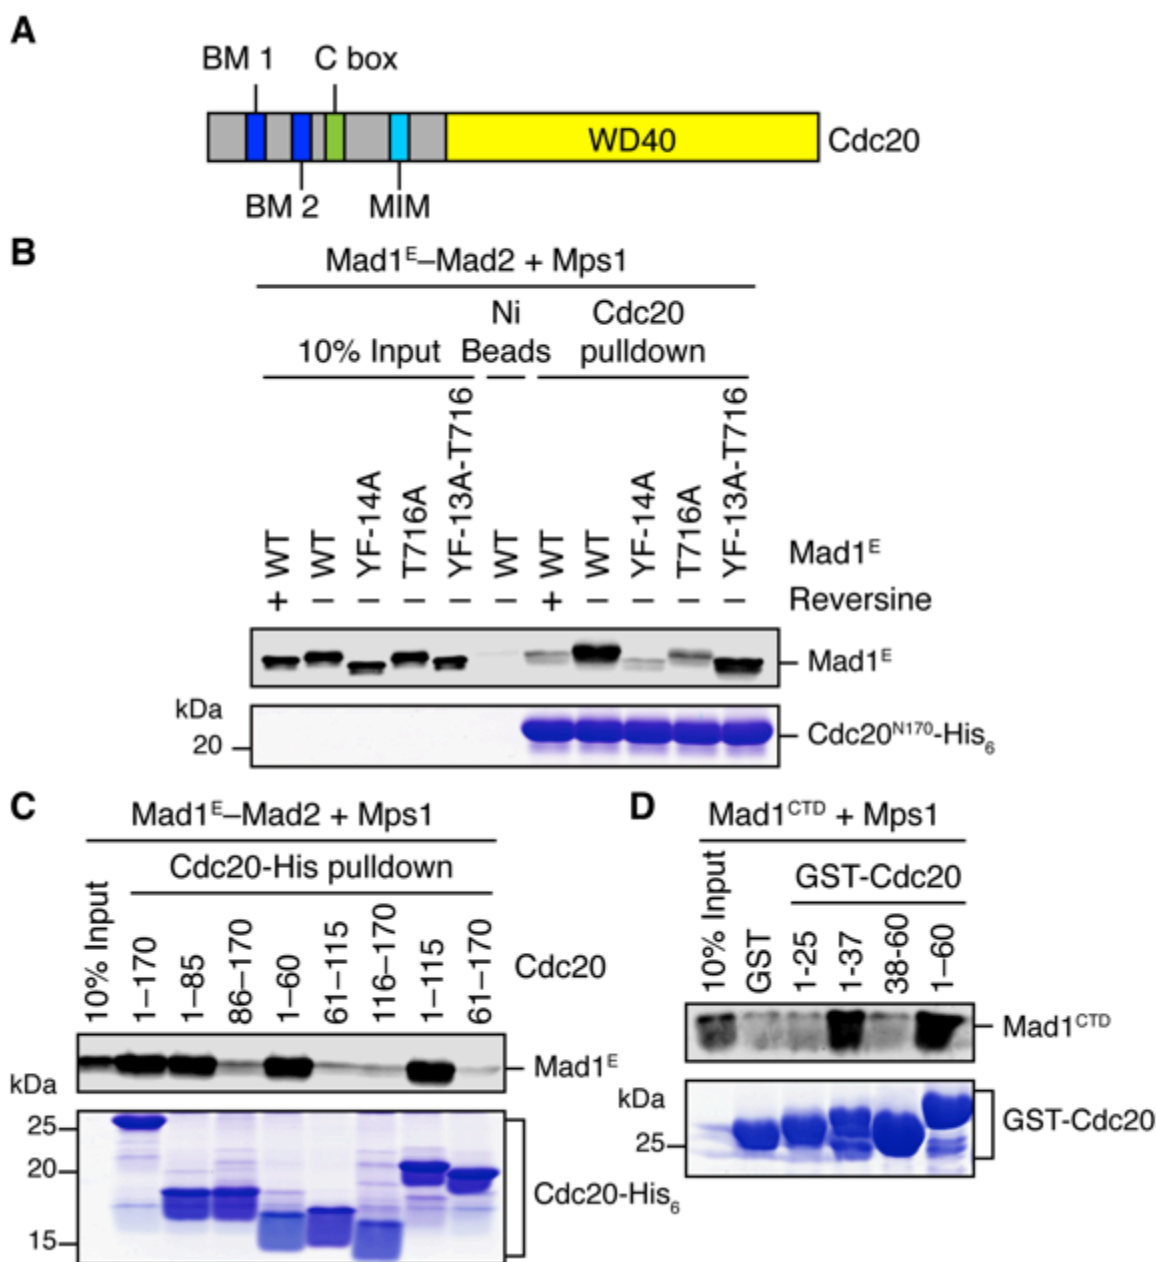 A
BM 1 C box
WD40 Cdc20
BM 2 MIM
B
Mad1ᴱ–Mad2 + Mps1
Ni Cdc20
10% Input Beads pulldown
WT WT YF-14A T716A YF-13A-T716 WT WT WT YF-14A T716A YF-13A-T716 Mad1ᴱ
+ – – – – – + – – – – Reversine
Mad1ᴱ
kDa
20 Cdc20ᴺ¹⁷⁰-His₆
C
Mad1ᴱ–Mad2 + Mps1
Cdc20-His pulldown
10% Input 1–170 1–85 86–170 1–60 61–115 116–170 1–115 61–170 Cdc20
Mad1ᴱ
kDa
25
20
15
Cdc20-His₆
D
Mad1ᶜᵀᴰ + Mps1
GST-Cdc20
10% Input GST 1-25 1-37 38-60 1–60
Mad1ᶜᵀᴰ
kDa
25
GST-Cdc20